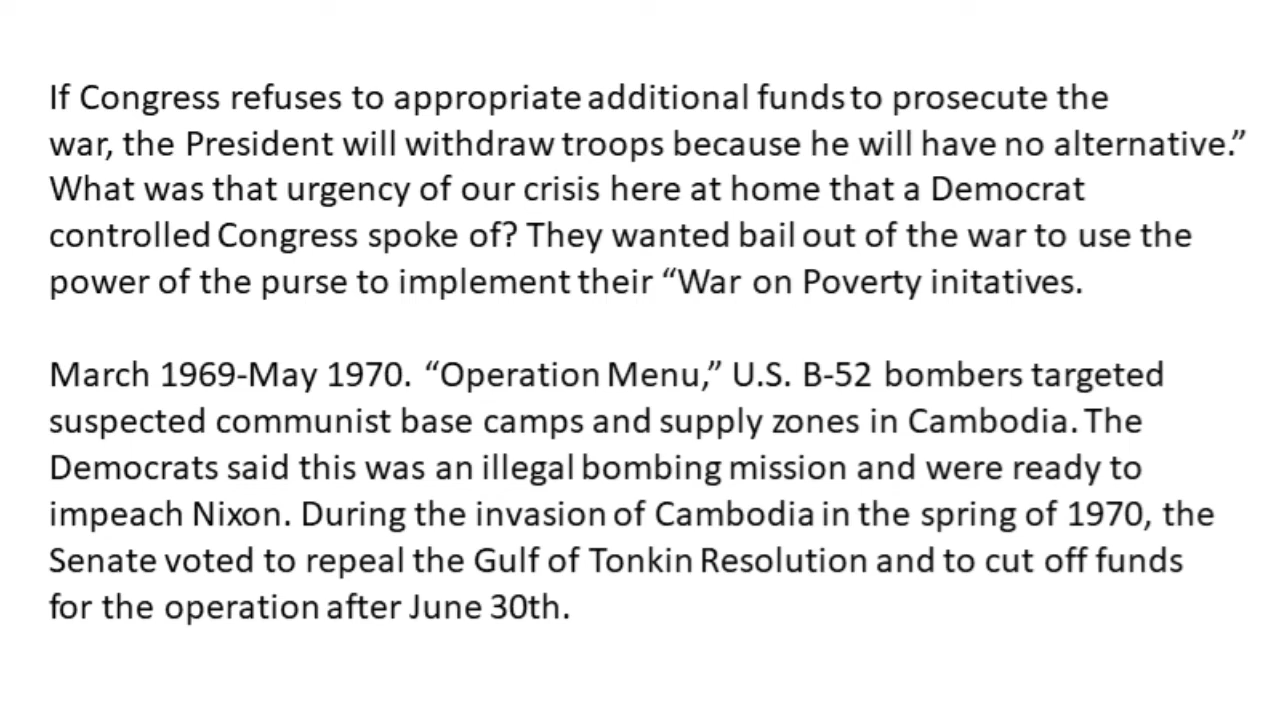 If Congress refuses to appropriate additional funds to prosecute the
war, the President will withdraw troops because he will have no alternative.”
What was that urgency of our crisis here at home that a Democrat
controlled Congress spoke of? They wanted bail out of the war to use the
power of the purse to implement their “War on Poverty initatives.
March 1969-May 1970. “Operation Menu,” U.S. B-52 bombers targeted
suspected communist base camps and supply zones in Cambodia. The
Democrats said this was an illegal bombing mission and were ready to
impeach Nixon. During the invasion of Cambodia in the spring of 1970, the
Senate voted to repeal the Gulf of Tonkin Resolution and to cut off funds
for the operation after June 30th.